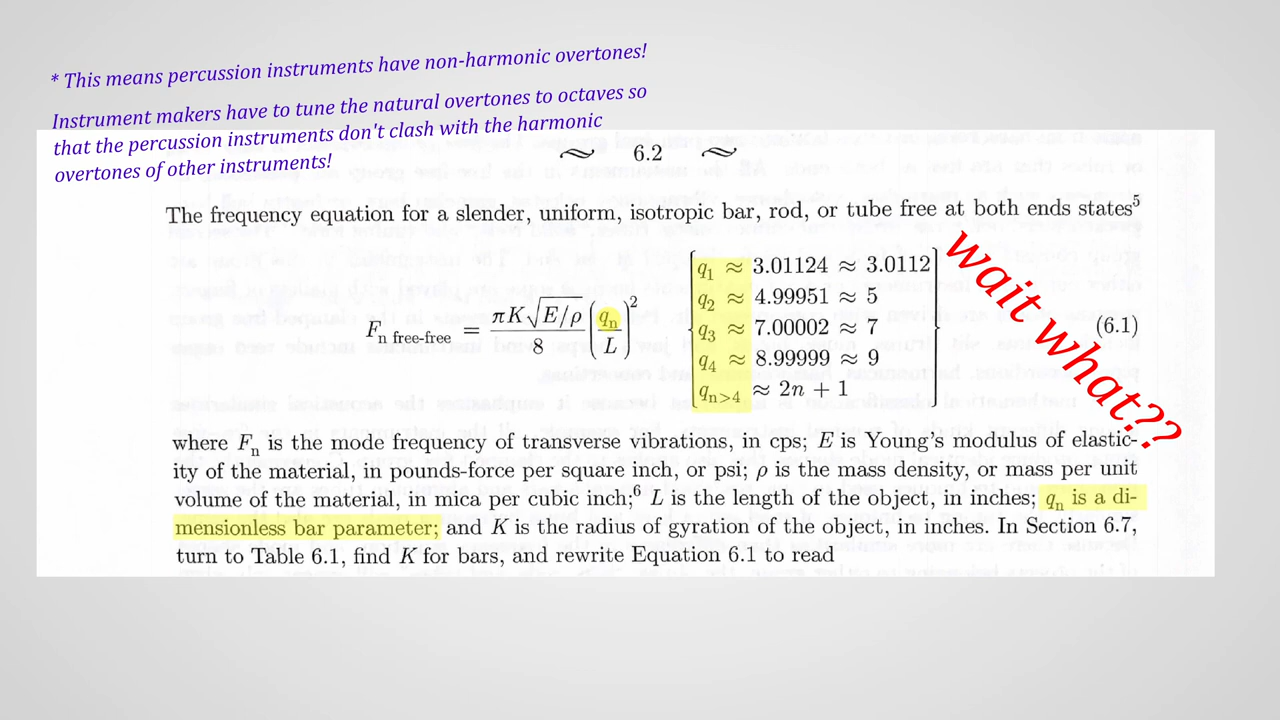 * This means percussion instruments have non-harmonic overtones!
Instrument makers have to tune the natural overtones to octaves so
that the percussion instruments don't clash with the harmonic
overtones of other instruments!
~ 6.2 ~
The frequency equation for a slender, uniform, isotropic bar, rod, or tube free at both ends states⁵
q₁ ≈ 3.01124 ≈ 3.0112
q₂ ≈ 4.99951 ≈ 5
Fₙ free-free = πK√(E/ρ) / 8 (qₙ / L)² { q₃ ≈ 7.00002 ≈ 7 } (6.1)
q₄ ≈ 8.99999 ≈ 9
qₙ>₄ ≈ 2n + 1
wait what??
where Fₙ is the mode frequency of transverse vibrations, in cps; E is Young's modulus of elastic-
ity of the material, in pounds-force per square inch, or psi; ρ is the mass density, or mass per unit
volume of the material, in mica per cubic inch;⁶ L is the length of the object, in inches; qₙ is a di-
mensionless bar parameter; and K is the radius of gyration of the object, in inches. In Section 6.7,
turn to Table 6.1, find K for bars, and rewrite Equation 6.1 to read